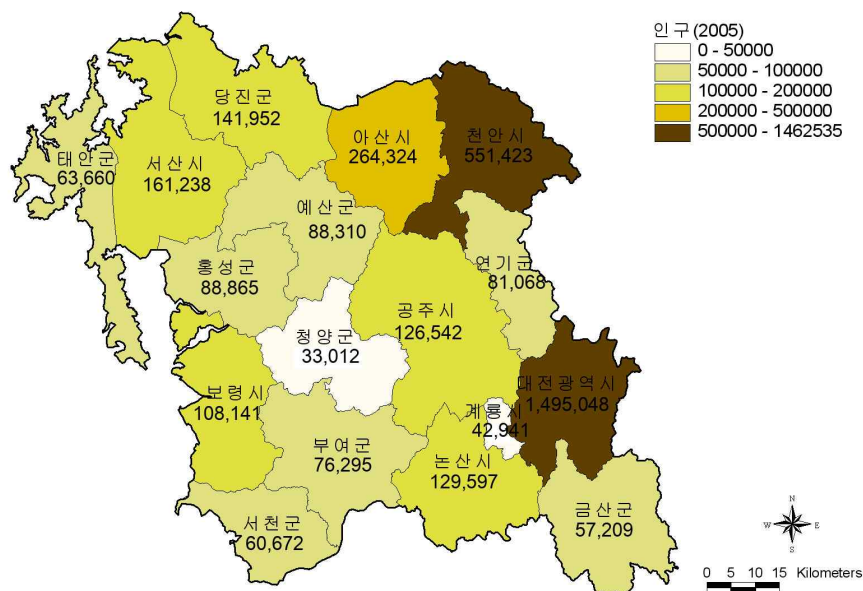 인구(2005)
0 - 50000
50000 - 100000
100000 - 200000
200000 - 500000
500000 - 1462535
당진군
141,952
아산시
264,324
천안시
551,423
태안군
63,660
서산시
161,238
예산군
88,310
연기군
81,068
홍성군
88,865
공주시
126,542
청양군
33,012
대전광역시
1,495,048
보령시
108,141
계룡시
42,941
부여군
76,295
논산시
129,597
금산군
57,209
서천군
60,672
N
W E
S
0 5 10 15 Kilometers